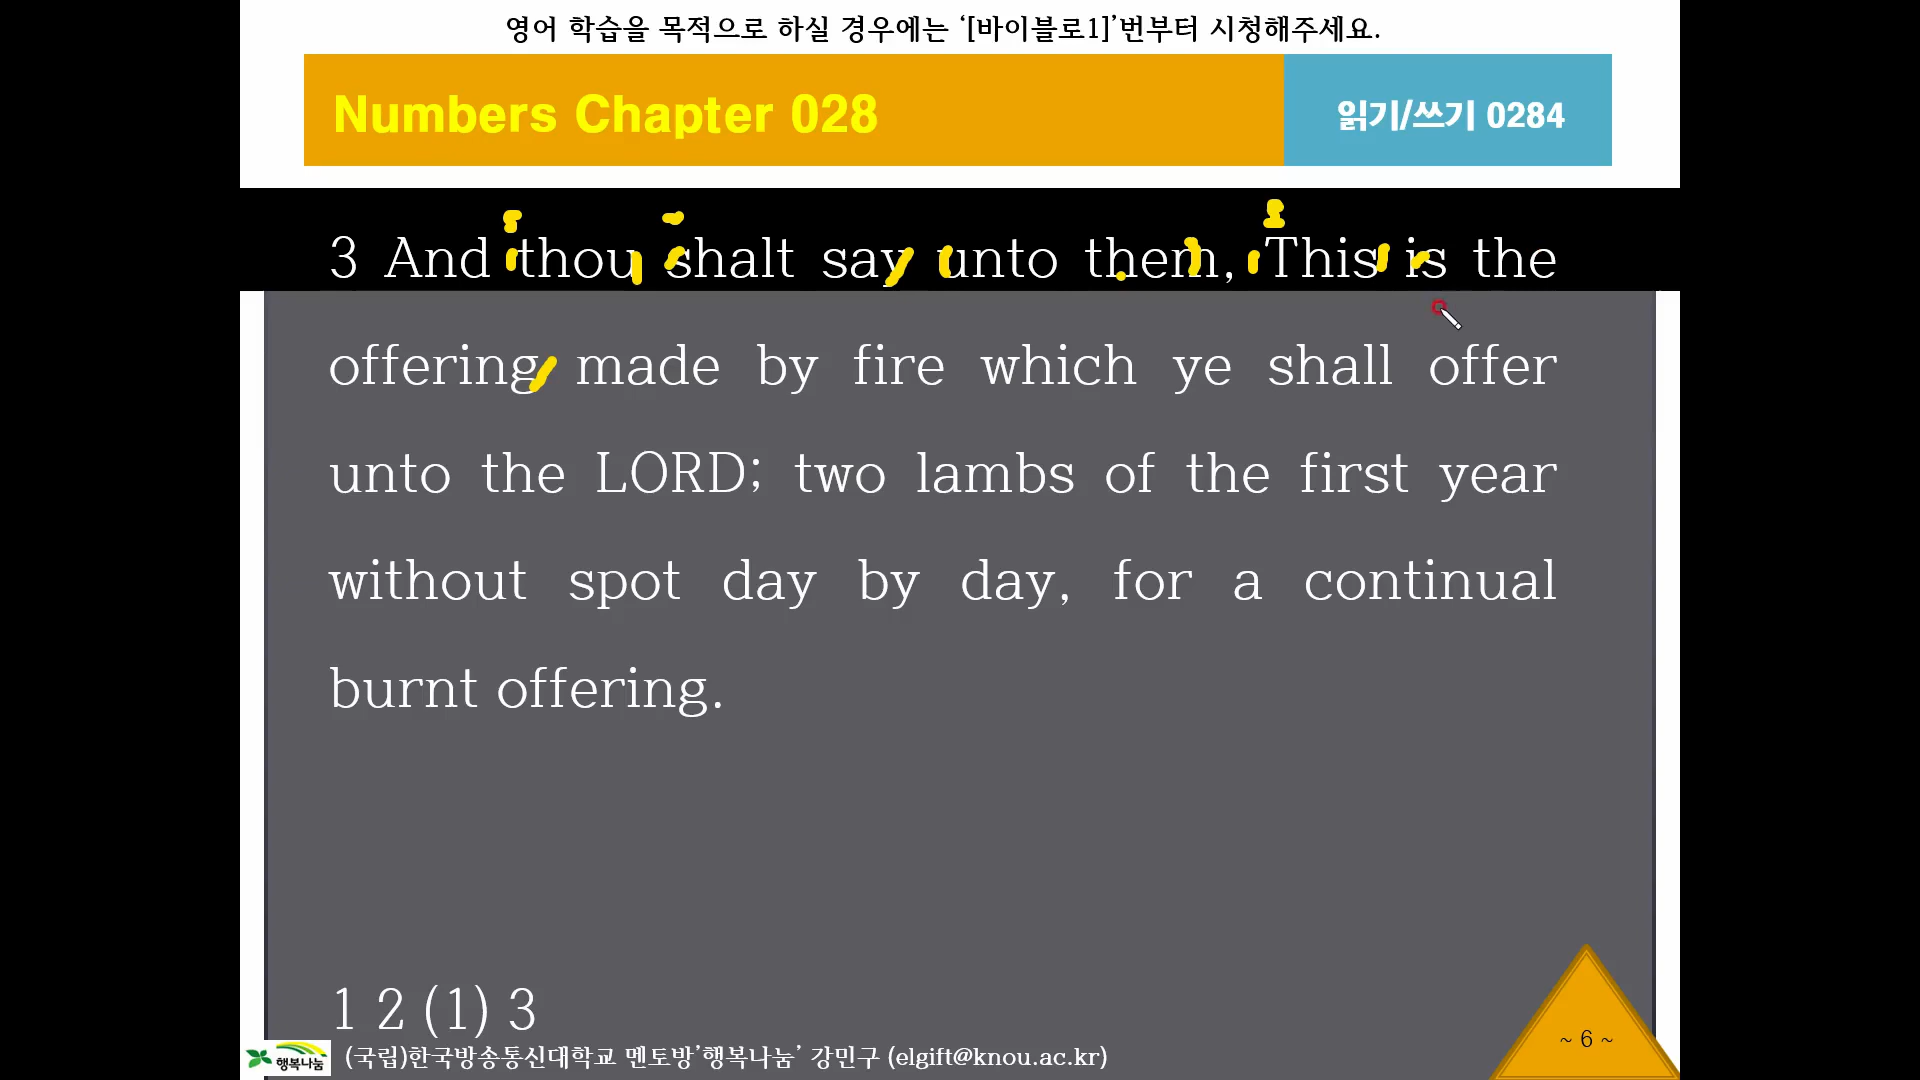 영어 학습을 목적으로 하실 경우에는 ‘[바이블로1]’번부터 시청해주세요.
Numbers Chapter 028
읽기/쓰기 0284
3 And thou shalt say unto them, This is the
offering made by fire which ye shall offer
unto the LORD; two lambs of the first year
without spot day by day, for a continual
burnt offering.
1 2 (1) 3
~ 6 ~
행복나눔
(국립)한국방송통신대학교 멘토방’행복나눔’ 강민구 (elgift@knou.ac.kr)